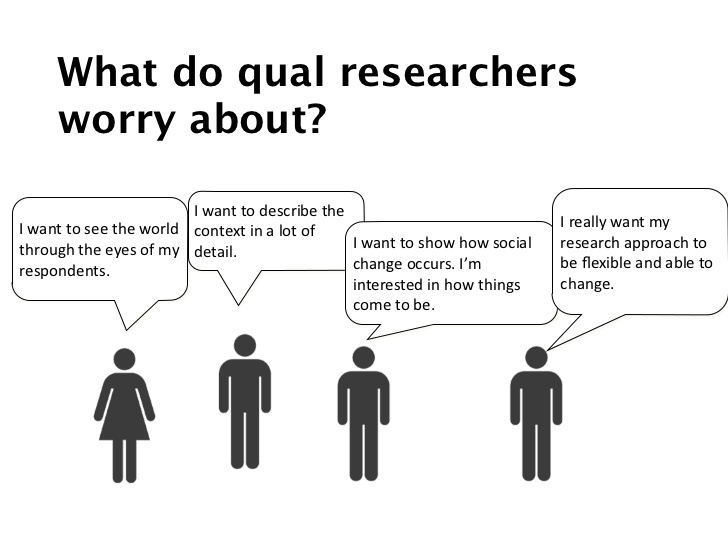 What do qual researchers
worry about?
I want to see the world
through the eyes of my
respondents.
I want to describe the
context in a lot of
detail.
I want to show how social
change occurs. I’m
interested in how things
come to be.
I really want my
research approach to
be flexible and able to
change.